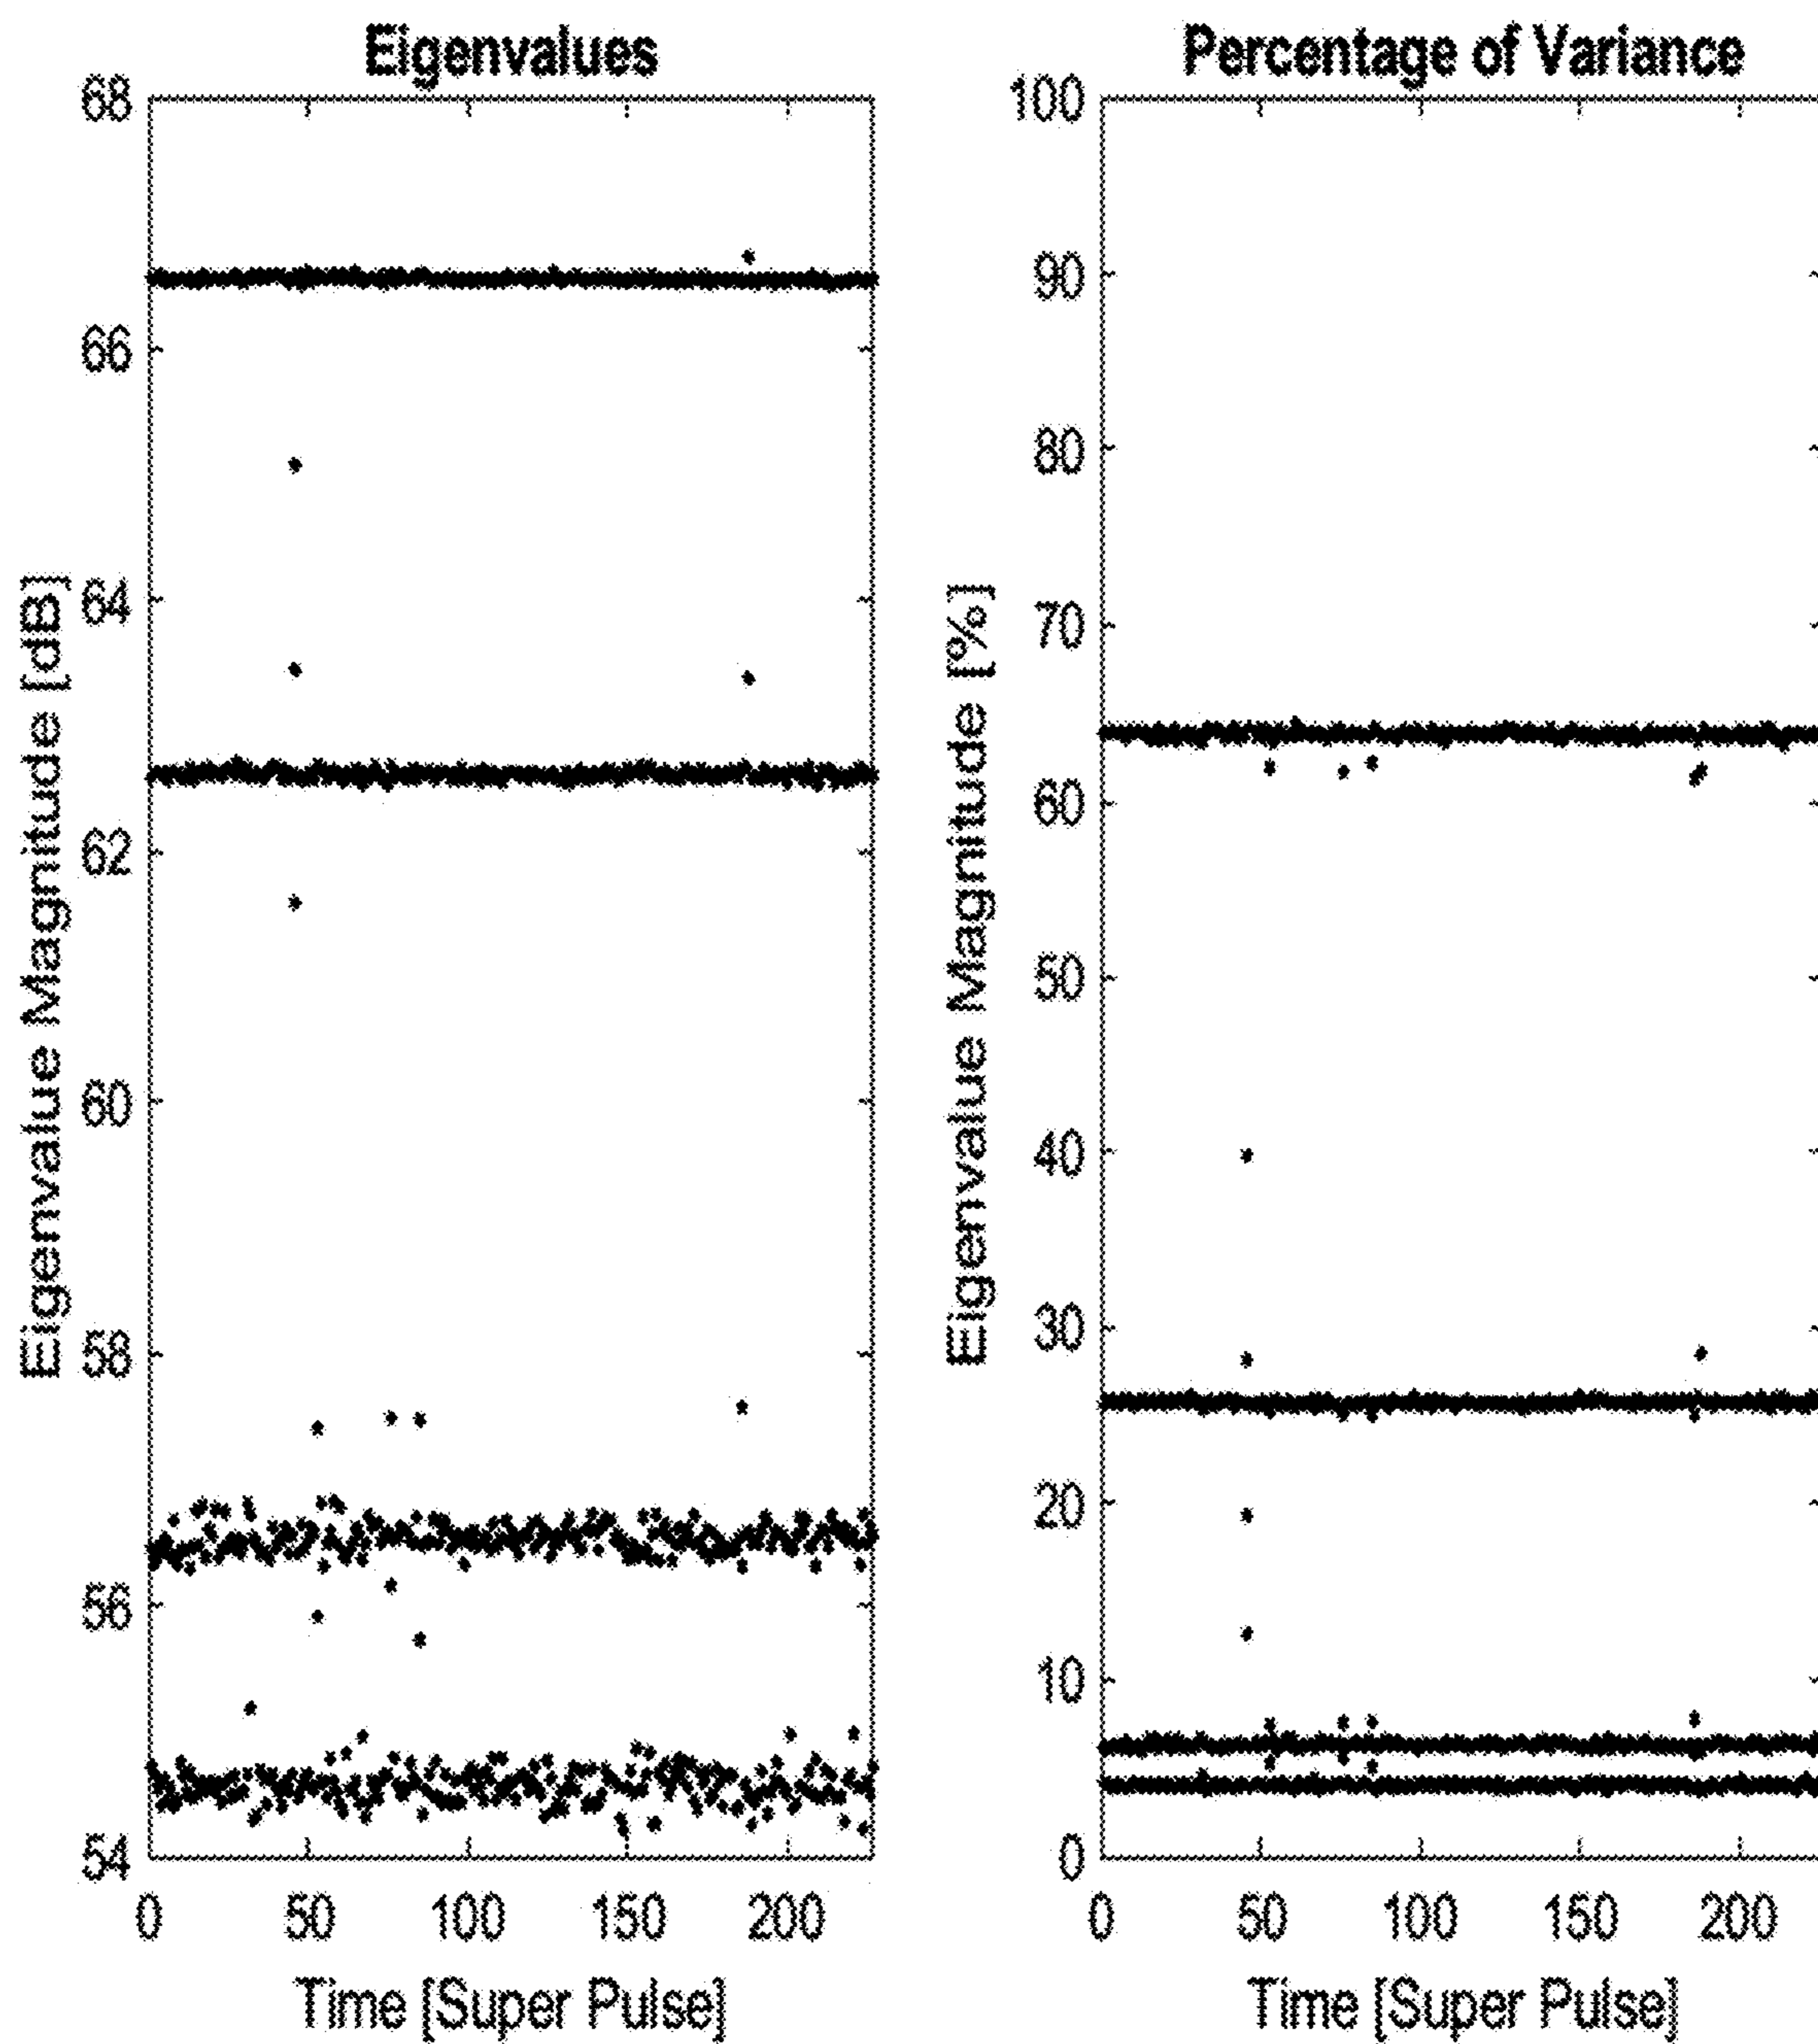 Eigenvalues
68
66
64
62
60
58
56
54
0 50 100 150 200
Eigenvalue Magnitude [dB]
Time [Super Pulse]
Percentage of Variance
100
90
80
70
60
50
40
30
20
10
0
0 50 100 150 200
Eigenvalue Magnitude [%]
Time [Super Pulse]